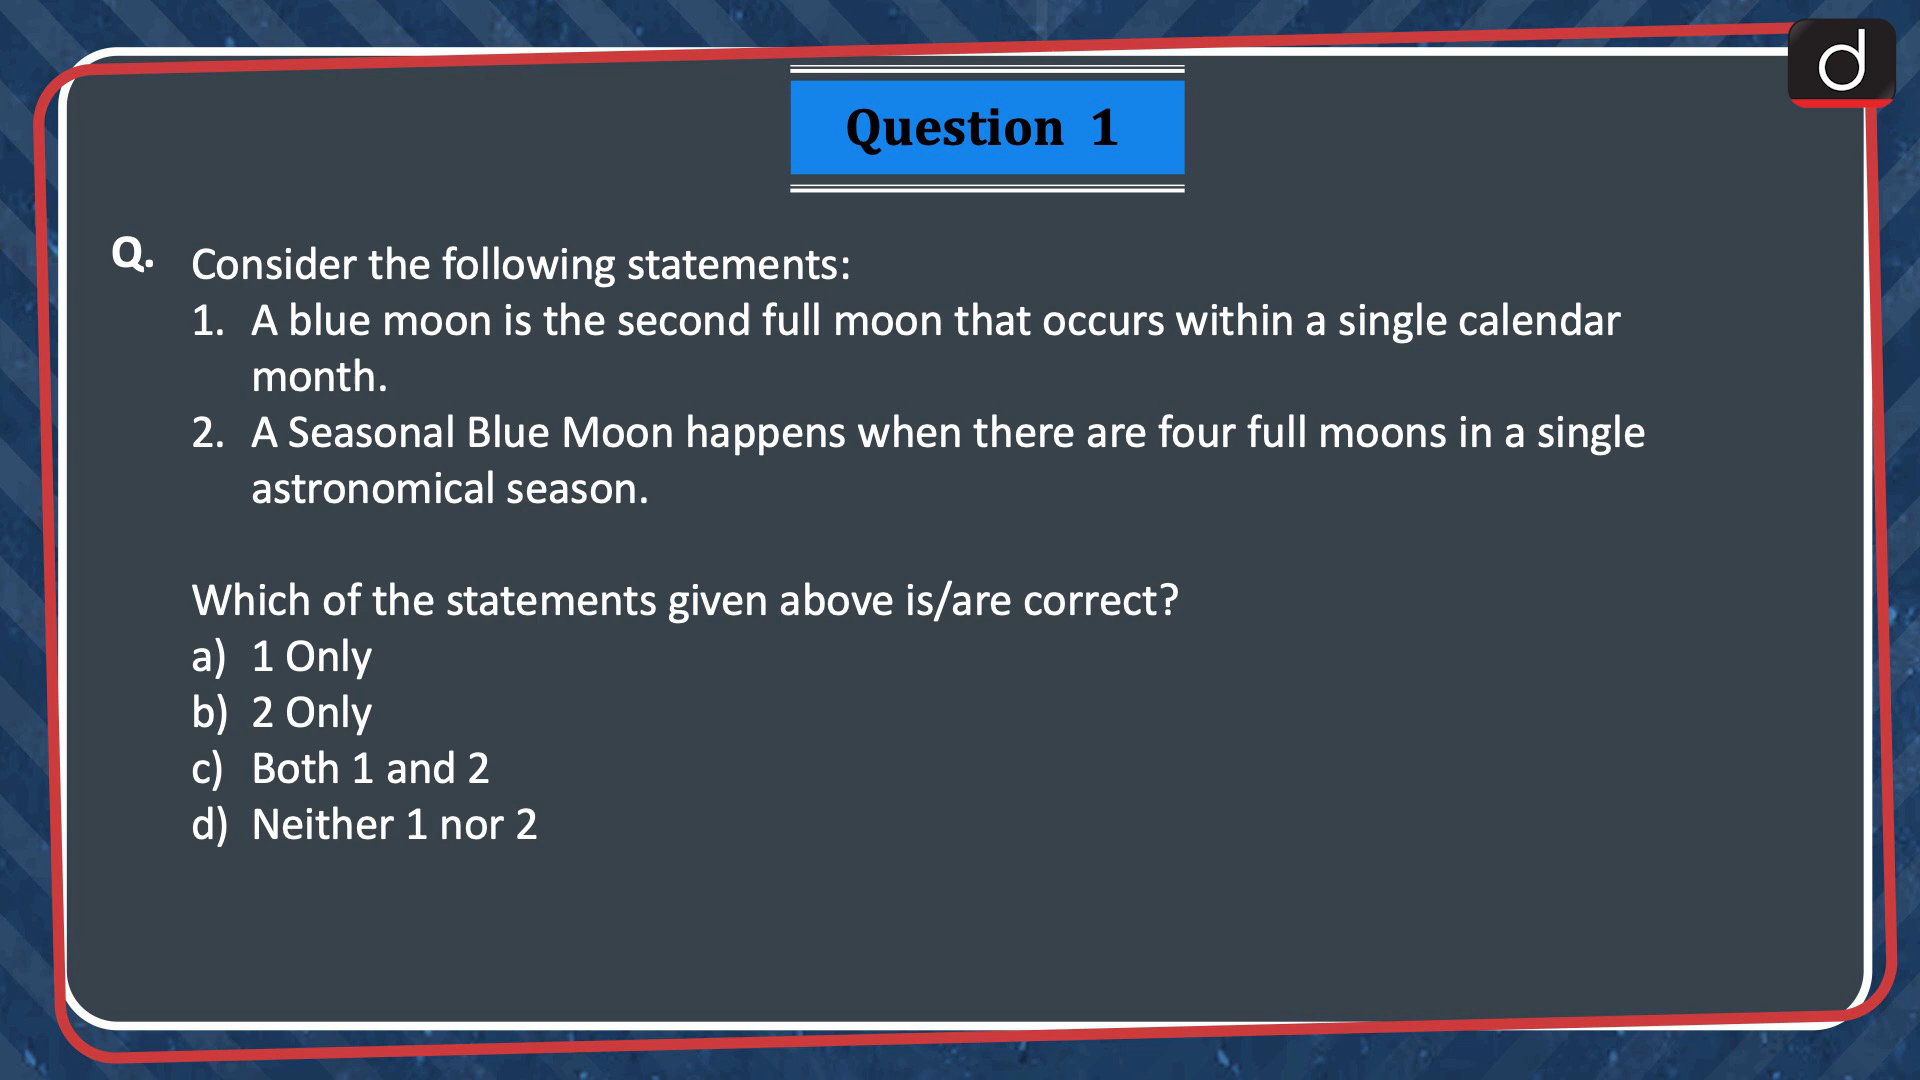 Question 1
Q. Consider the following statements:
1. A blue moon is the second full moon that occurs within a single calendar
month.
2. A Seasonal Blue Moon happens when there are four full moons in a single
astronomical season.
Which of the statements given above is/are correct?
a) 1 Only
b) 2 Only
c) Both 1 and 2
d) Neither 1 nor 2